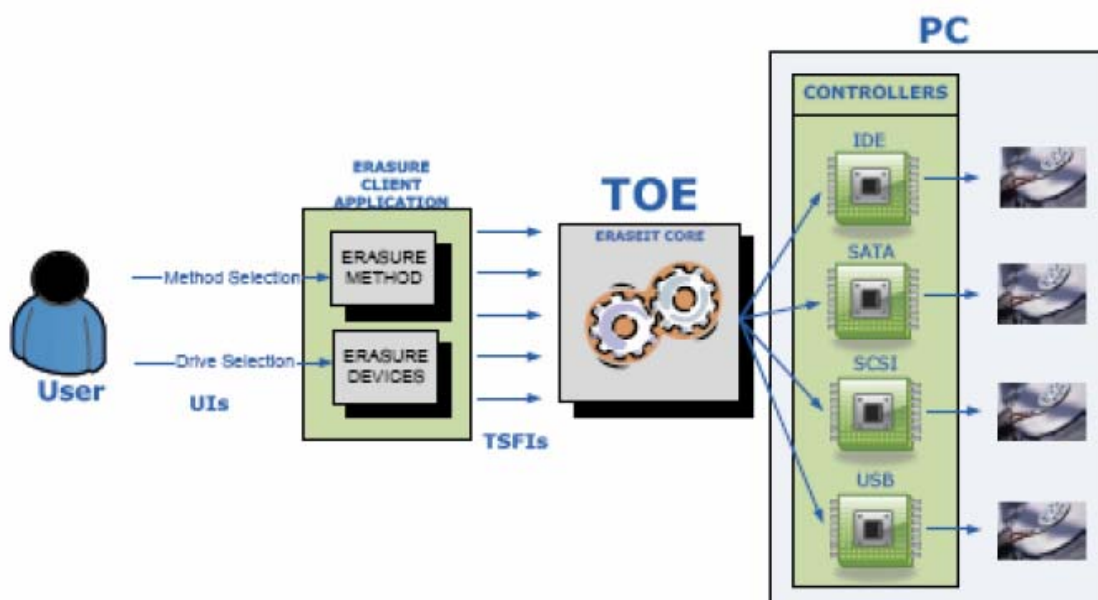 PC
CONTROLLERS
IDE
ERASURE
CLIENT
APPLICATION
TOE
ERASEIT CORE
ERASURE
METHOD
SATA
Method Selection
Drive Selection
ERASURE
DEVICES
SCSI
User
UIs
TSFIs
USB